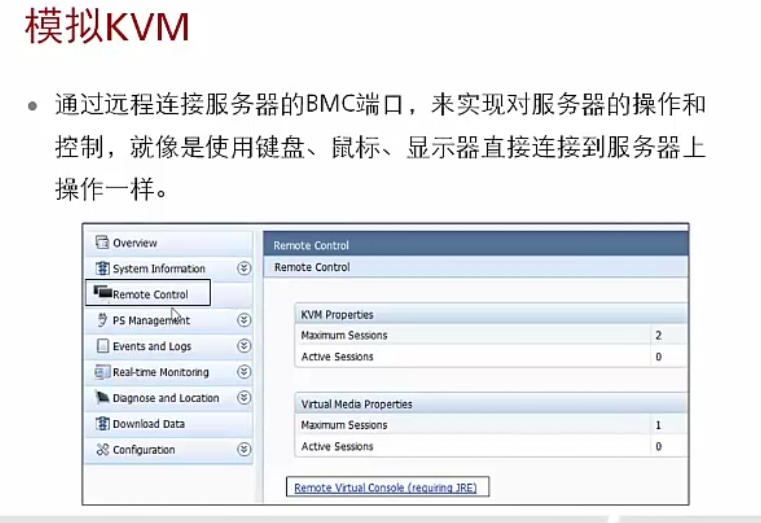 模拟KVM
通过远程连接服务器的BMC端口，来实现对服务器的操作和
控制，就像是使用键盘、鼠标、显示器直接连接到服务器上
操作一样。
Overview
System Information
Remote Control
PS Management
Events and Logs
Real-time Monitoring
Diagnose and Location
Download Data
Configuration
Remote Control
Remote Control
KVM Properties
Maximum Sessions 2
Active Sessions 0
Virtual Media Properties
Maximum Sessions 1
Active Sessions 0
Remote Virtual Console (requiring JRE)